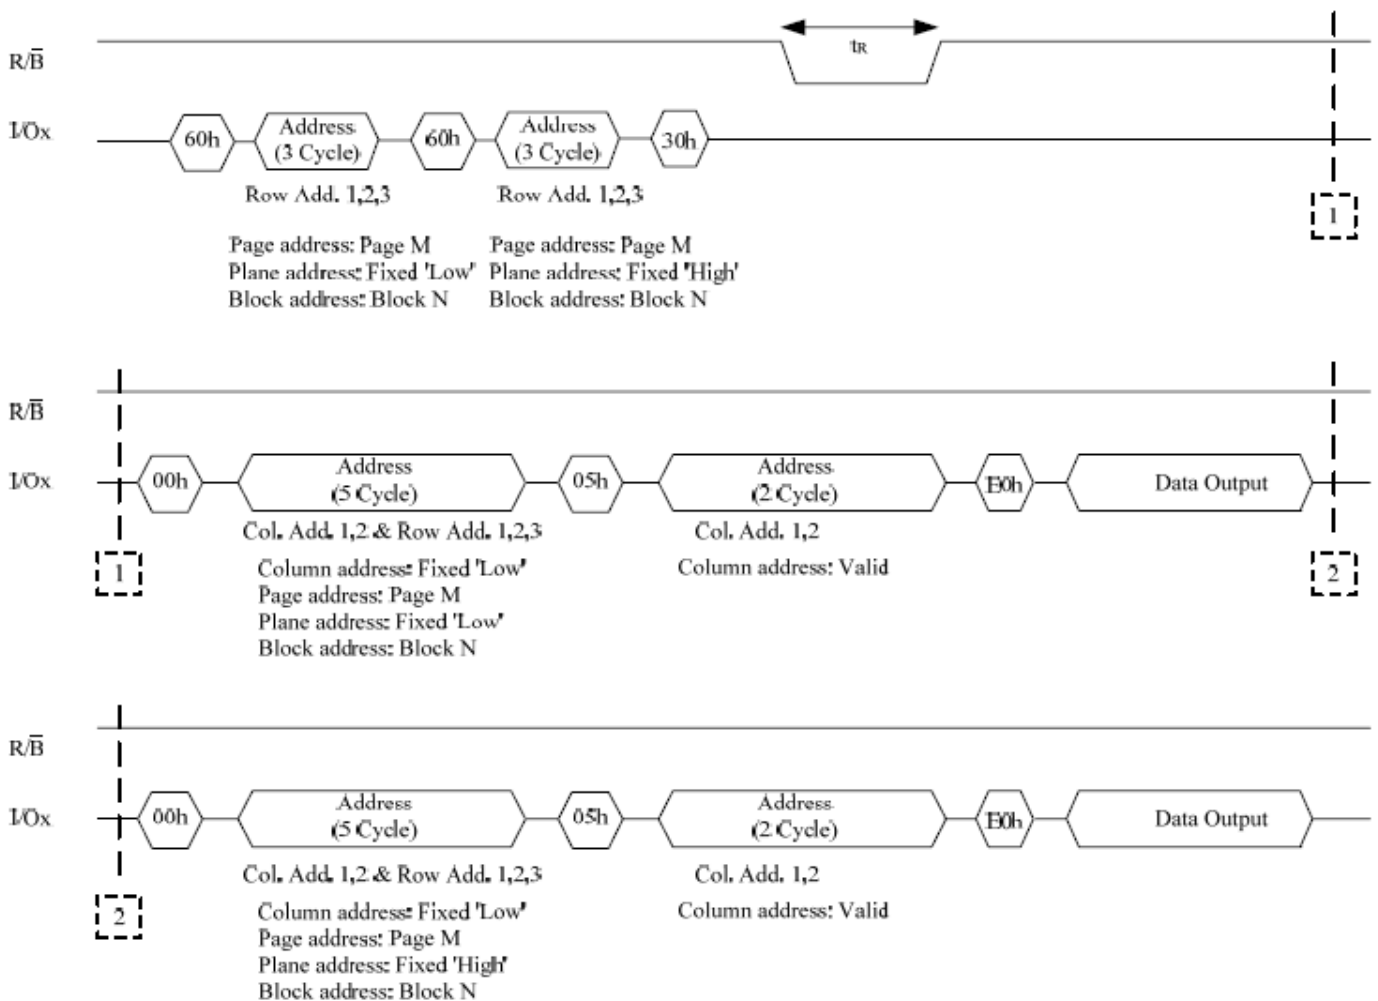 R/B̅
tR
I/Ox
60h
Address
(3 Cycle)
60h
Address
(3 Cycle)
30h
Row Add. 1,2,3
Row Add. 1,2,3
1
Page address: Page M
Plane address: Fixed 'Low'
Block address: Block N
Page address: Page M
Plane address: Fixed 'High'
Block address: Block N
R/B̅
I/Ox
00h
Address
(5 Cycle)
05h
Address
(2 Cycle)
E0h
Data Output
Col. Add. 1,2 & Row Add. 1,2,3
Col. Add. 1,2
1
Column address: Fixed 'Low'
Page address: Page M
Plane address: Fixed 'Low'
Block address: Block N
Column address: Valid
2
R/B̅
I/Ox
00h
Address
(5 Cycle)
05h
Address
(2 Cycle)
E0h
Data Output
Col. Add. 1,2 & Row Add. 1,2,3
Col. Add. 1,2
2
Column address: Fixed 'Low'
Page address: Page M
Plane address: Fixed 'High'
Block address: Block N
Column address: Valid